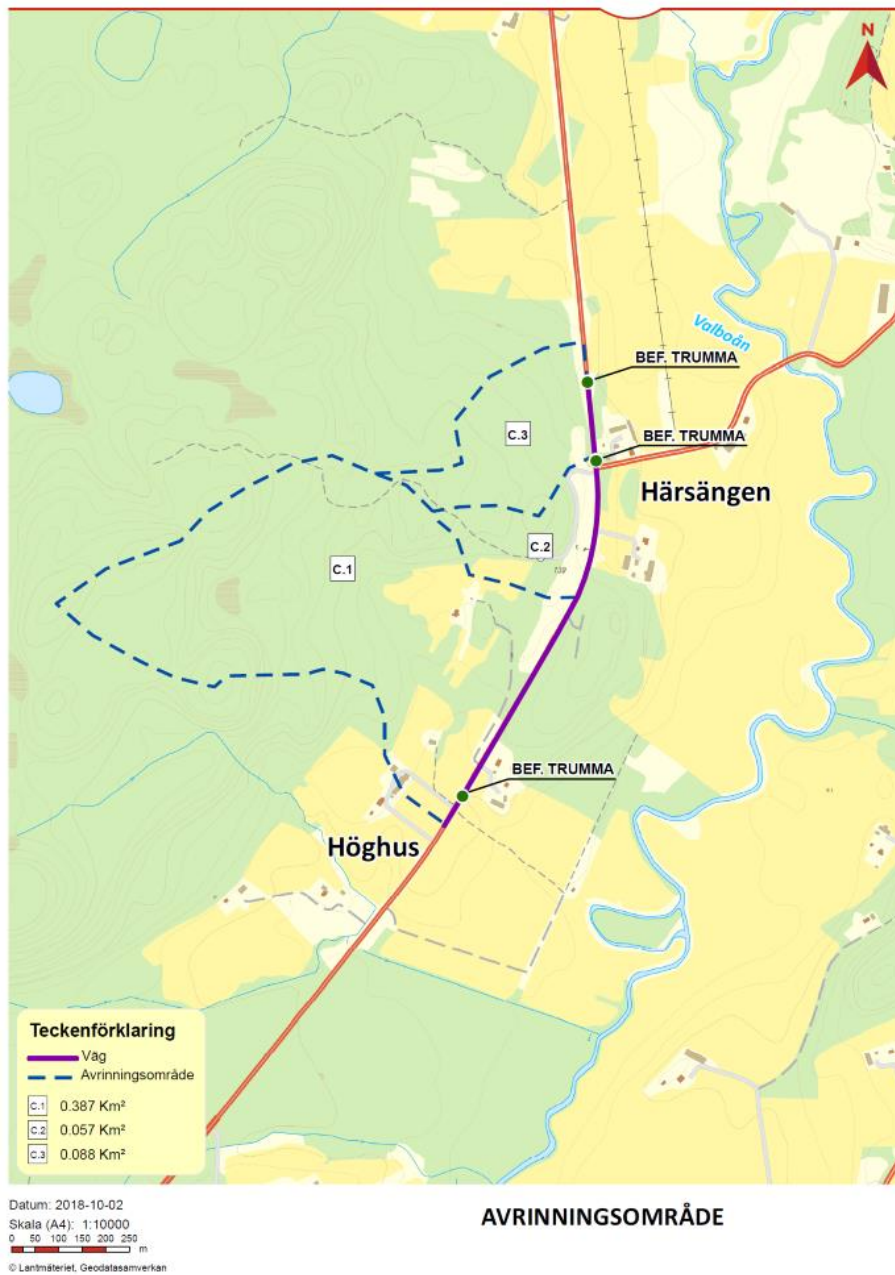 N
BEF. TRUMMA
Valboån
C.3
BEF. TRUMMA
Härsängen
C.2
C.1
BEF. TRUMMA
Höghus
Teckenförklaring
Väg
Avrinningsområde
C.1 0.387 Km²
C.2 0.057 Km²
C.3 0.088 Km²
Datum: 2018-10-02
AVRINNINGSOMRÅDE
Skala (A4): 1:10000
0 50 100 150 200 250
m
© Lantmäteriet, Geodatasamverkan